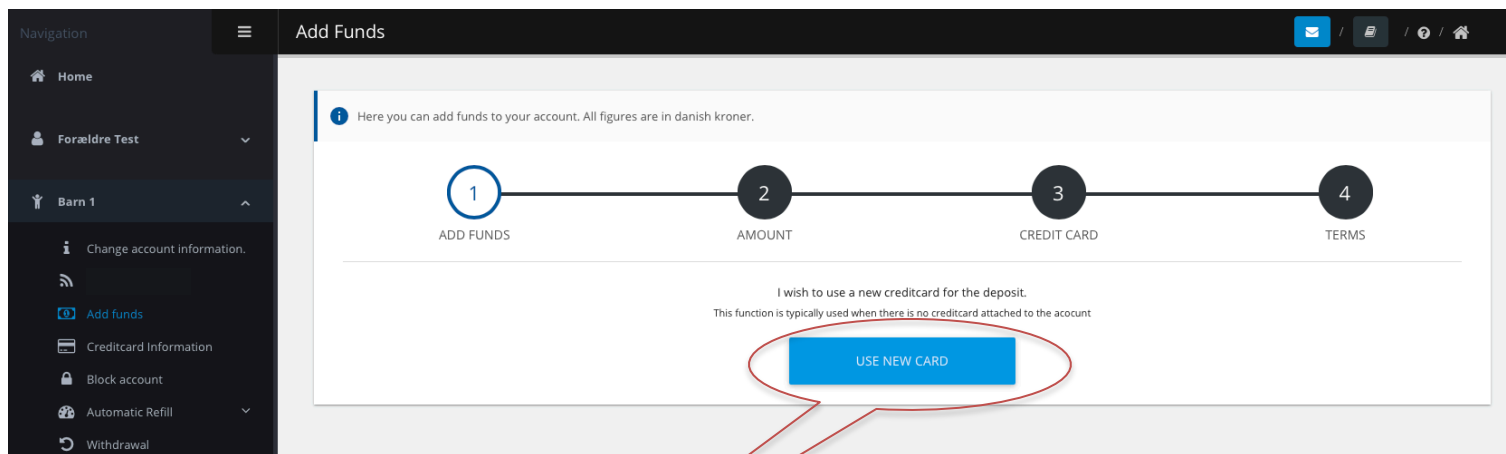 Navigation
Add Funds
/ / /
Home
Forældre Test
Barn 1
Change account information.
Add funds
Creditcard Information
Block account
Automatic Refill
Withdrawal
Here you can add funds to your account. All figures are in danish kroner.
1 2 3 4
ADD FUNDS AMOUNT CREDIT CARD TERMS
I wish to use a new creditcard for the deposit.
This function is typically used when there is no creditcard attached to the acocunt
USE NEW CARD